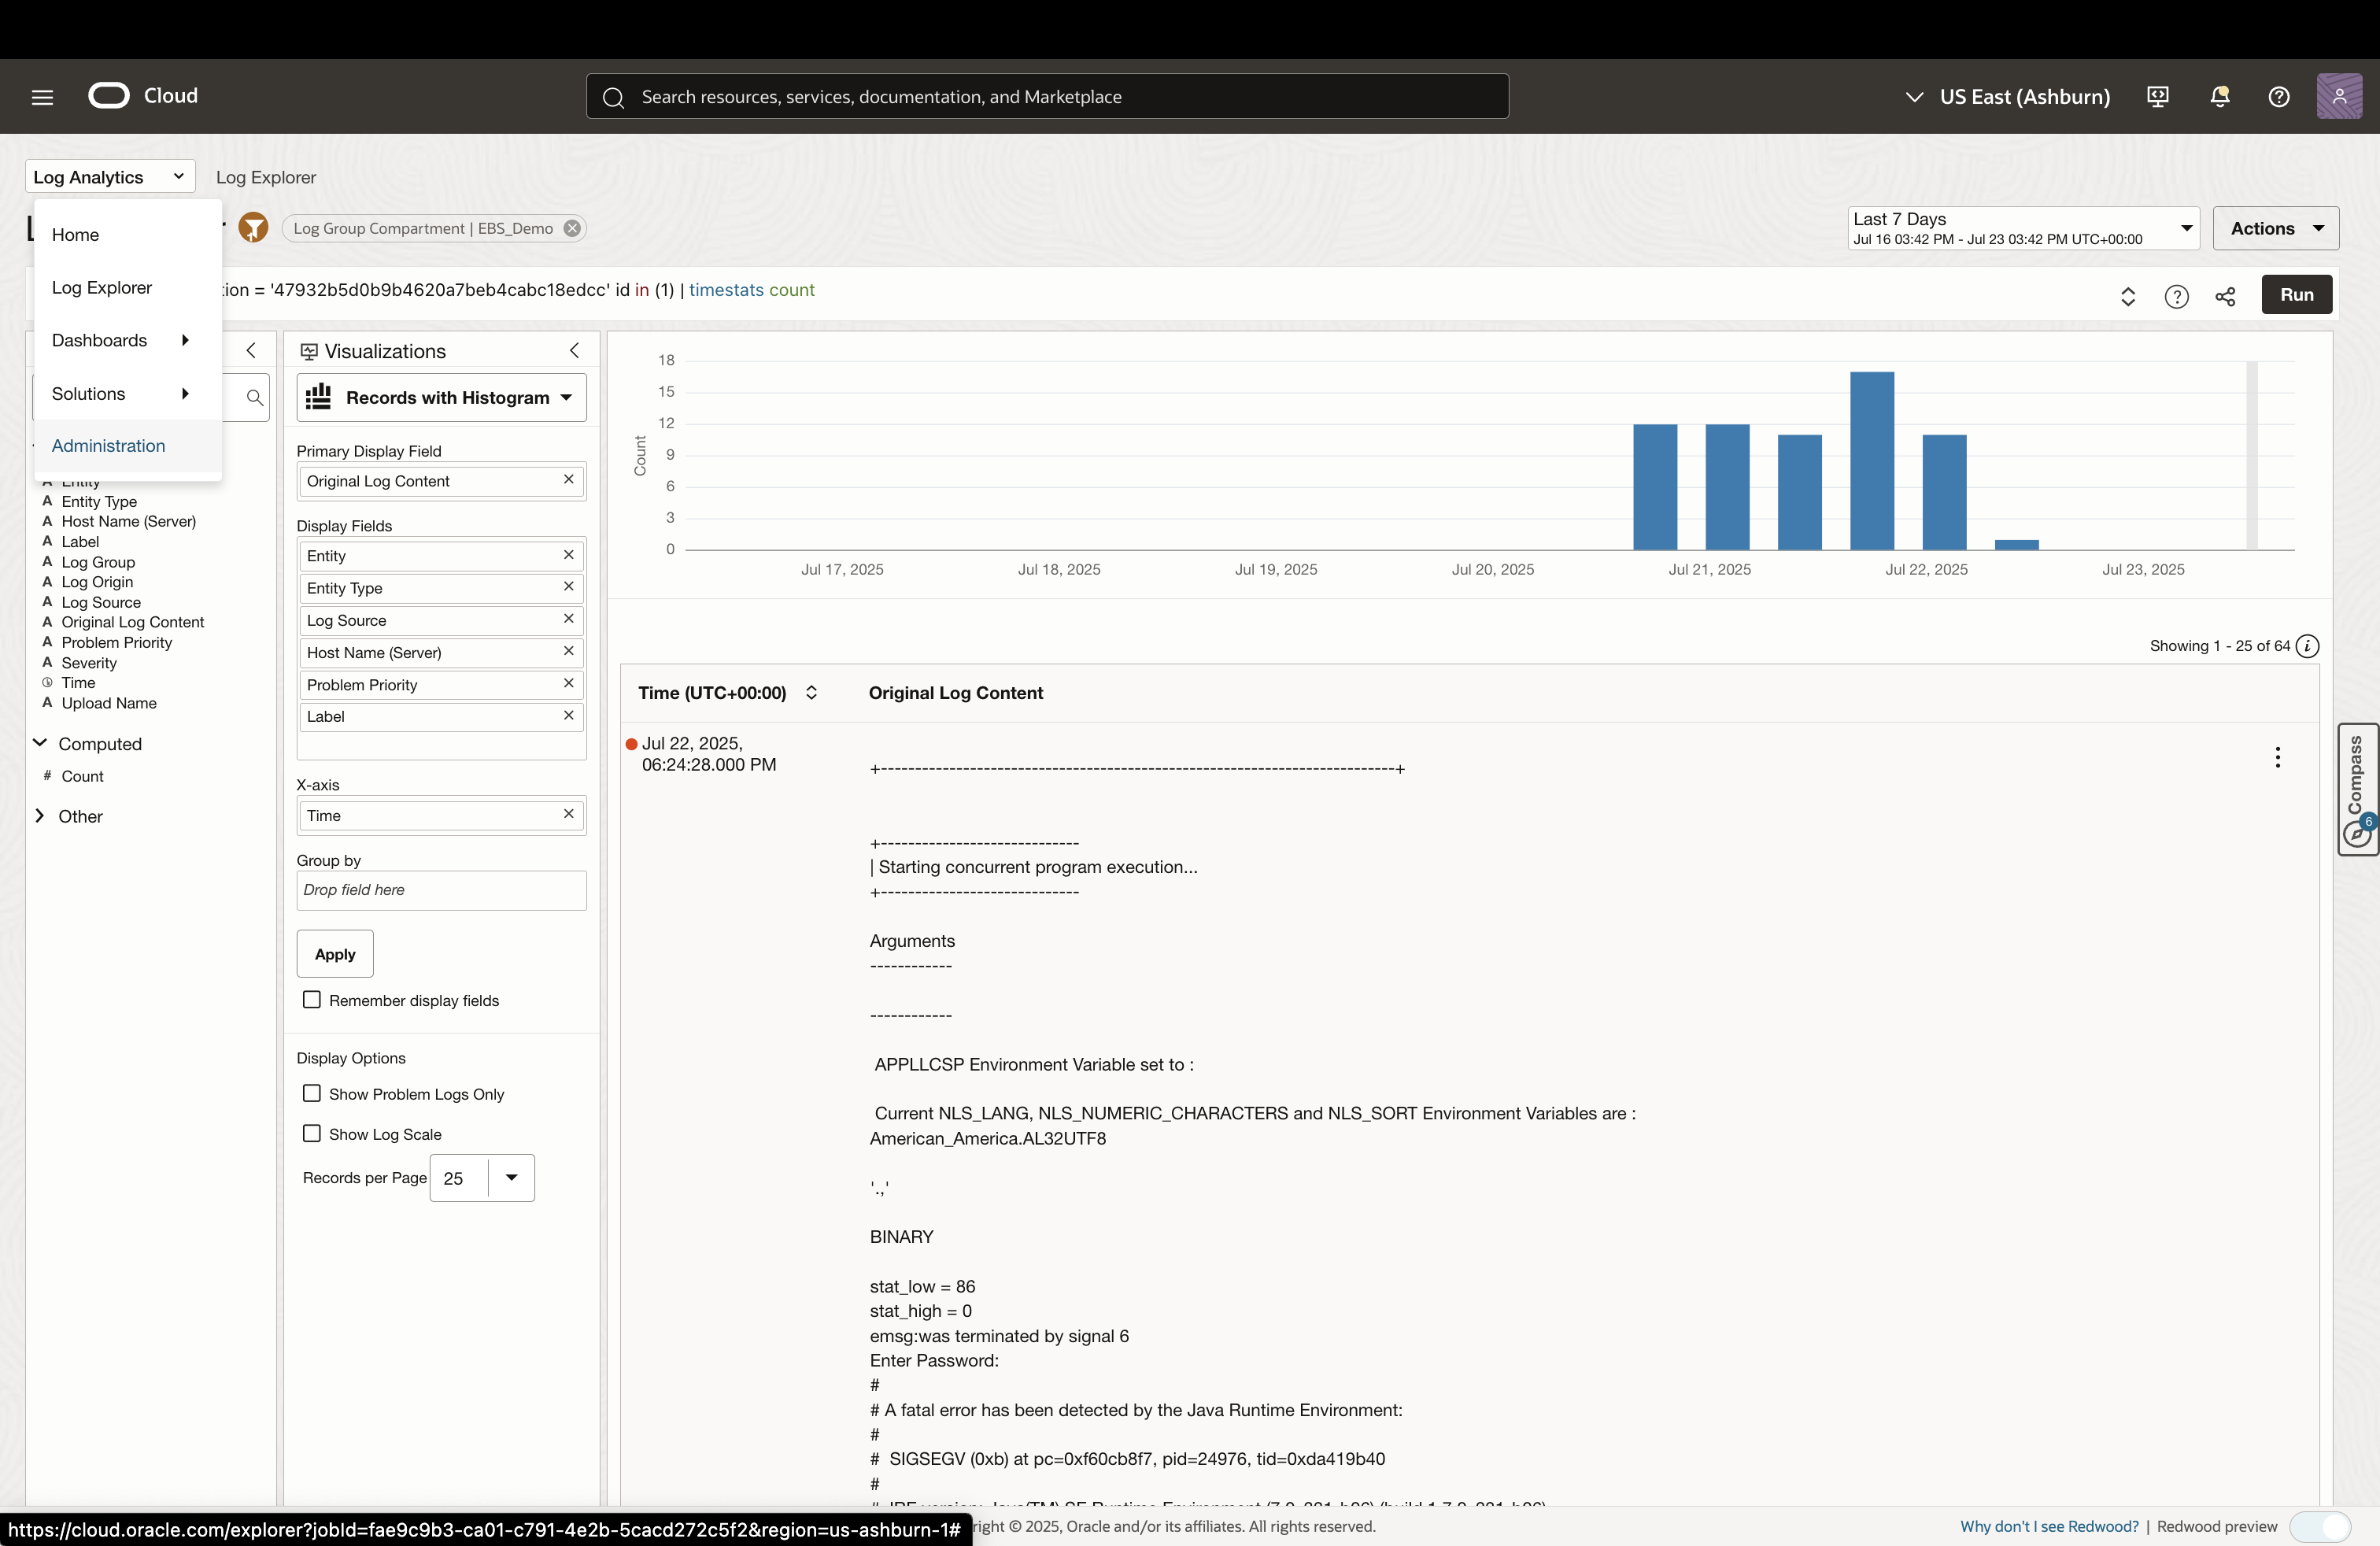 Cloud
Search resources, services, documentation, and Marketplace
US East (Ashburn)
Log Analytics
Log Explorer
Home
Log Explorer
Dashboards
Solutions
Administration
Log Group Compartment | EBS_Demo
Last 7 Days
Jul 16 03:42 PM - Jul 23 03:42 PM UTC+00:00
Actions
tion = '47932b5d0b9b4620a7beb4cabc18edcc' id in (1) | timestats count
Run
Entity
A Entity Type
A Host Name (Server)
A Label
A Log Group
A Log Origin
A Log Source
A Original Log Content
A Problem Priority
A Severity
Time
A Upload Name
Computed
# Count
Other
Visualizations
Records with Histogram
Primary Display Field
Original Log Content
Display Fields
Entity
Entity Type
Log Source
Host Name (Server)
Problem Priority
Label
X-axis
Time
Group by
Drop field here
Apply
Remember display fields
Display Options
Show Problem Logs Only
Show Log Scale
Records per Page 25
Count
18
15
12
9
6
3
0
Jul 17, 2025 Jul 18, 2025 Jul 19, 2025 Jul 20, 2025 Jul 21, 2025 Jul 22, 2025 Jul 23, 2025
Showing 1 - 25 of 64
Time (UTC+00:00) Original Log Content
Jul 22, 2025,
06:24:28.000 PM
+---------------------------------------------------------------------------+
+-----------------------------
| Starting concurrent program execution...
+-----------------------------
Arguments
------------
------------
APPLLCSP Environment Variable set to :
Current NLS_LANG, NLS_NUMERIC_CHARACTERS and NLS_SORT Environment Variables are :
American_America.AL32UTF8
'.,'
BINARY
stat_low = 86
stat_high = 0
emsg:was terminated by signal 6
Enter Password:
#
# A fatal error has been detected by the Java Runtime Environment:
#
# SIGSEGV (0xb) at pc=0xf60cb8f7, pid=24976, tid=0xda419b40
#
Compass
6
https://cloud.oracle.com/explorer?jobId=fae9c9b3-ca01-c791-4e2b-5cacd272c5f2&region=us-ashburn-1#
right © 2025, Oracle and/or its affiliates. All rights reserved.
Why don't I see Redwood? | Redwood preview